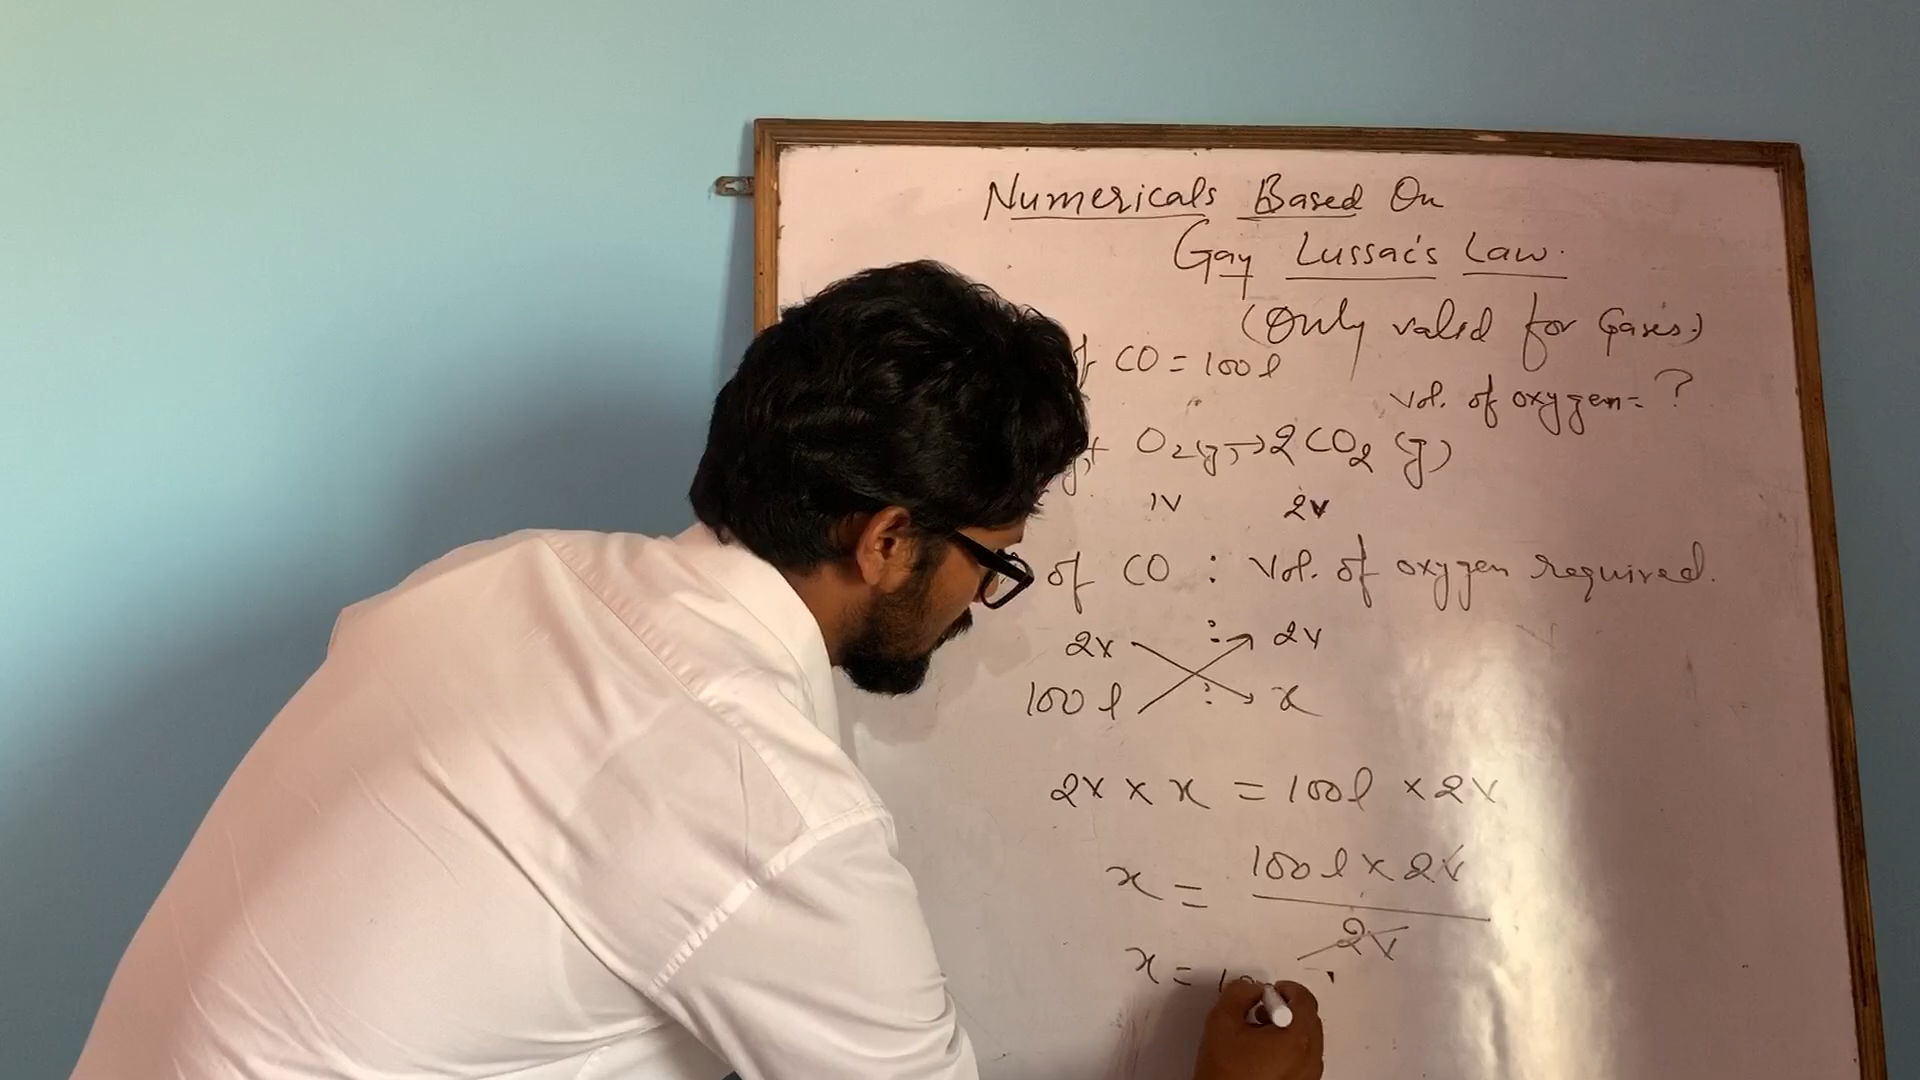 Numericals Based On
Gay Lussac's Law.
(Only valid for Gases.)
of CO = 100 l
Vol. of oxygen = ?
+ O2(g) → 2CO2 (g)
1V 2V
of CO : Vol. of oxygen required.
2V : 2V
100 l : x
2V × x = 100 l × 2V
x = 100 l × 2V
2V
x =